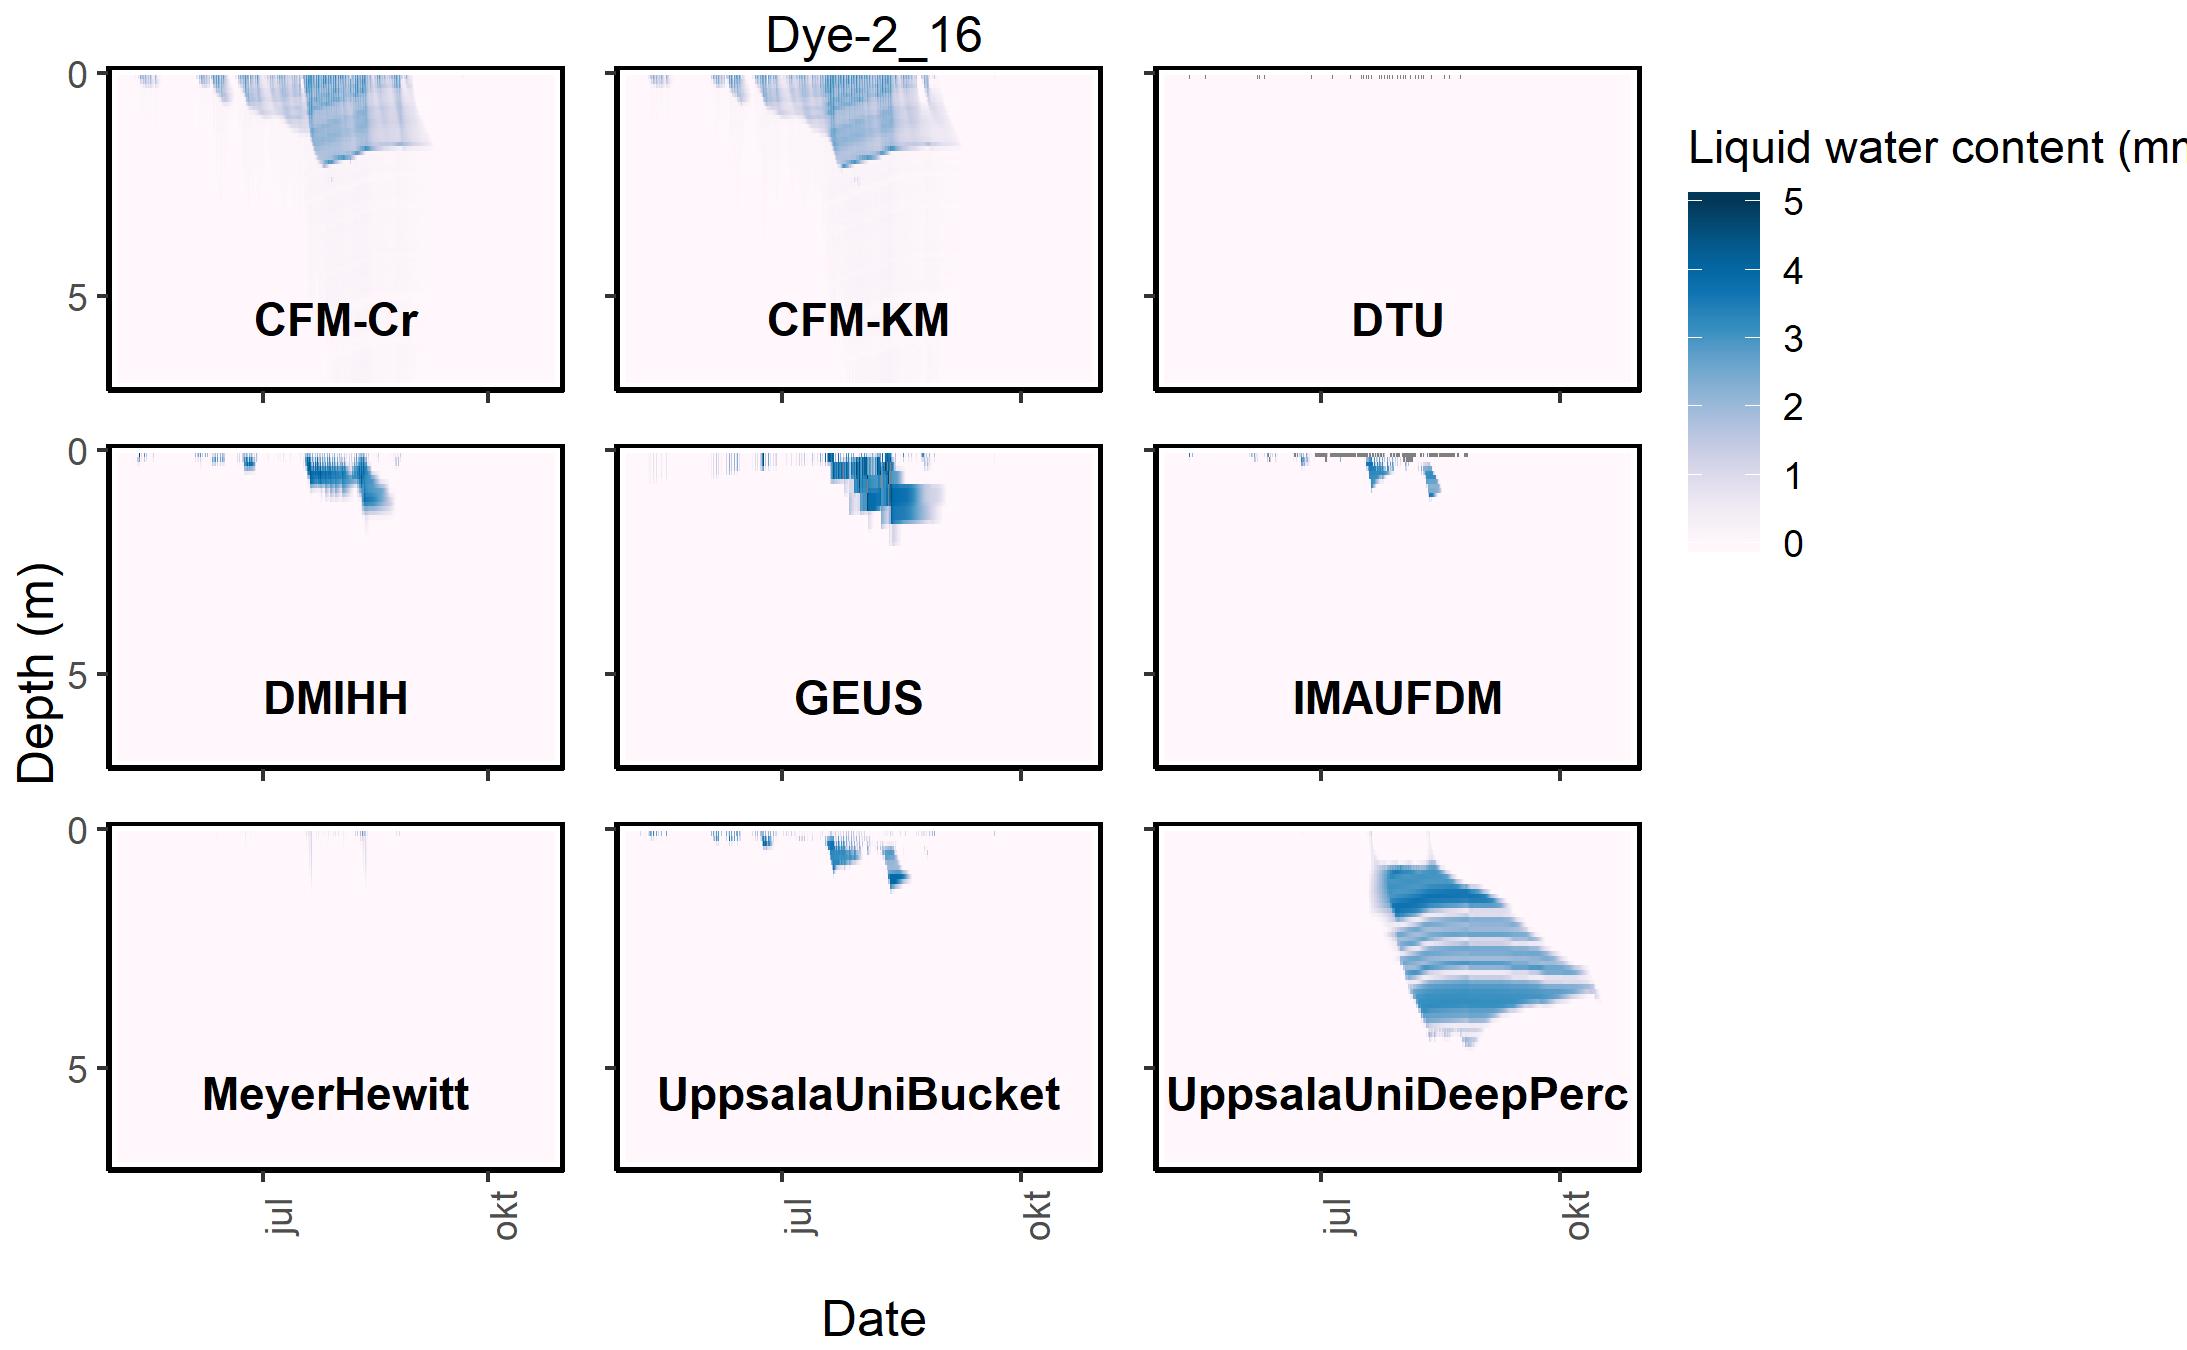 Dye-2_16
0
5
CFM-Cr
CFM-KM
DTU
Liquid water content (mm
5
4
3
2
1
0
0
5
DMIHH
GEUS
IMAUFDM
Depth (m)
0
5
MeyerHewitt
UppsalaUniBucket
UppsalaUniDeepPerc
jul
okt
jul
okt
jul
okt
Date